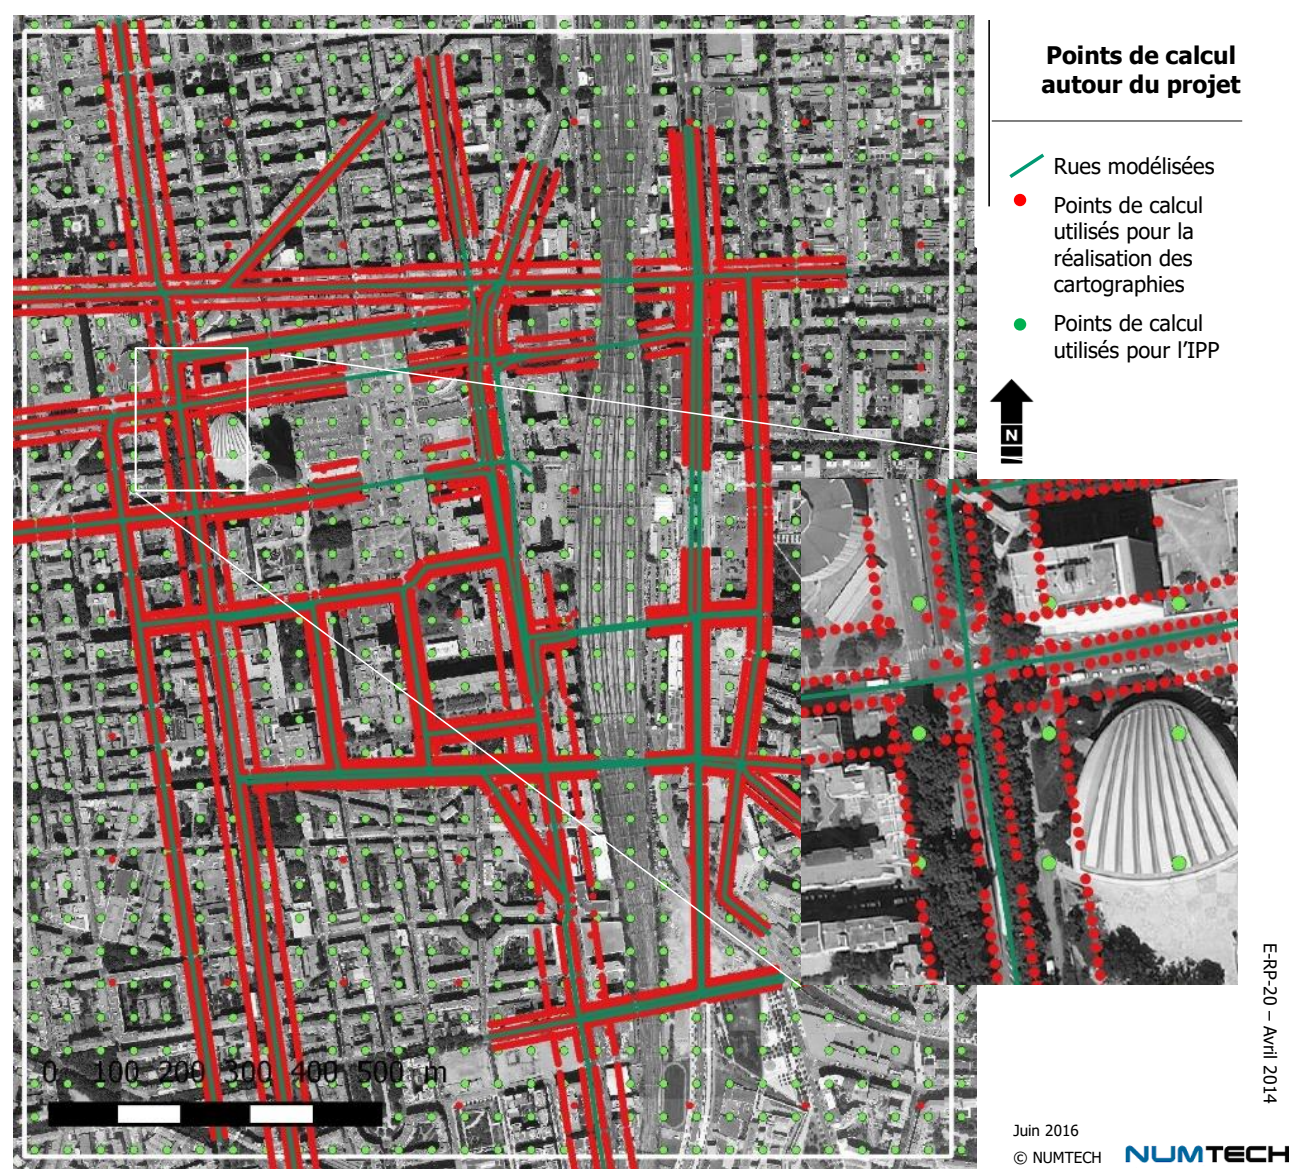 Points de calcul
autour du projet
Rues modélisées
Points de calcul
utilisés pour la
réalisation des
cartographies
Points de calcul
utilisés pour l'IPP
N
0 100 200 300 400 500 m
E-RP-20 – Avril 2014
Juin 2016
© NUMTECH NUMTECH